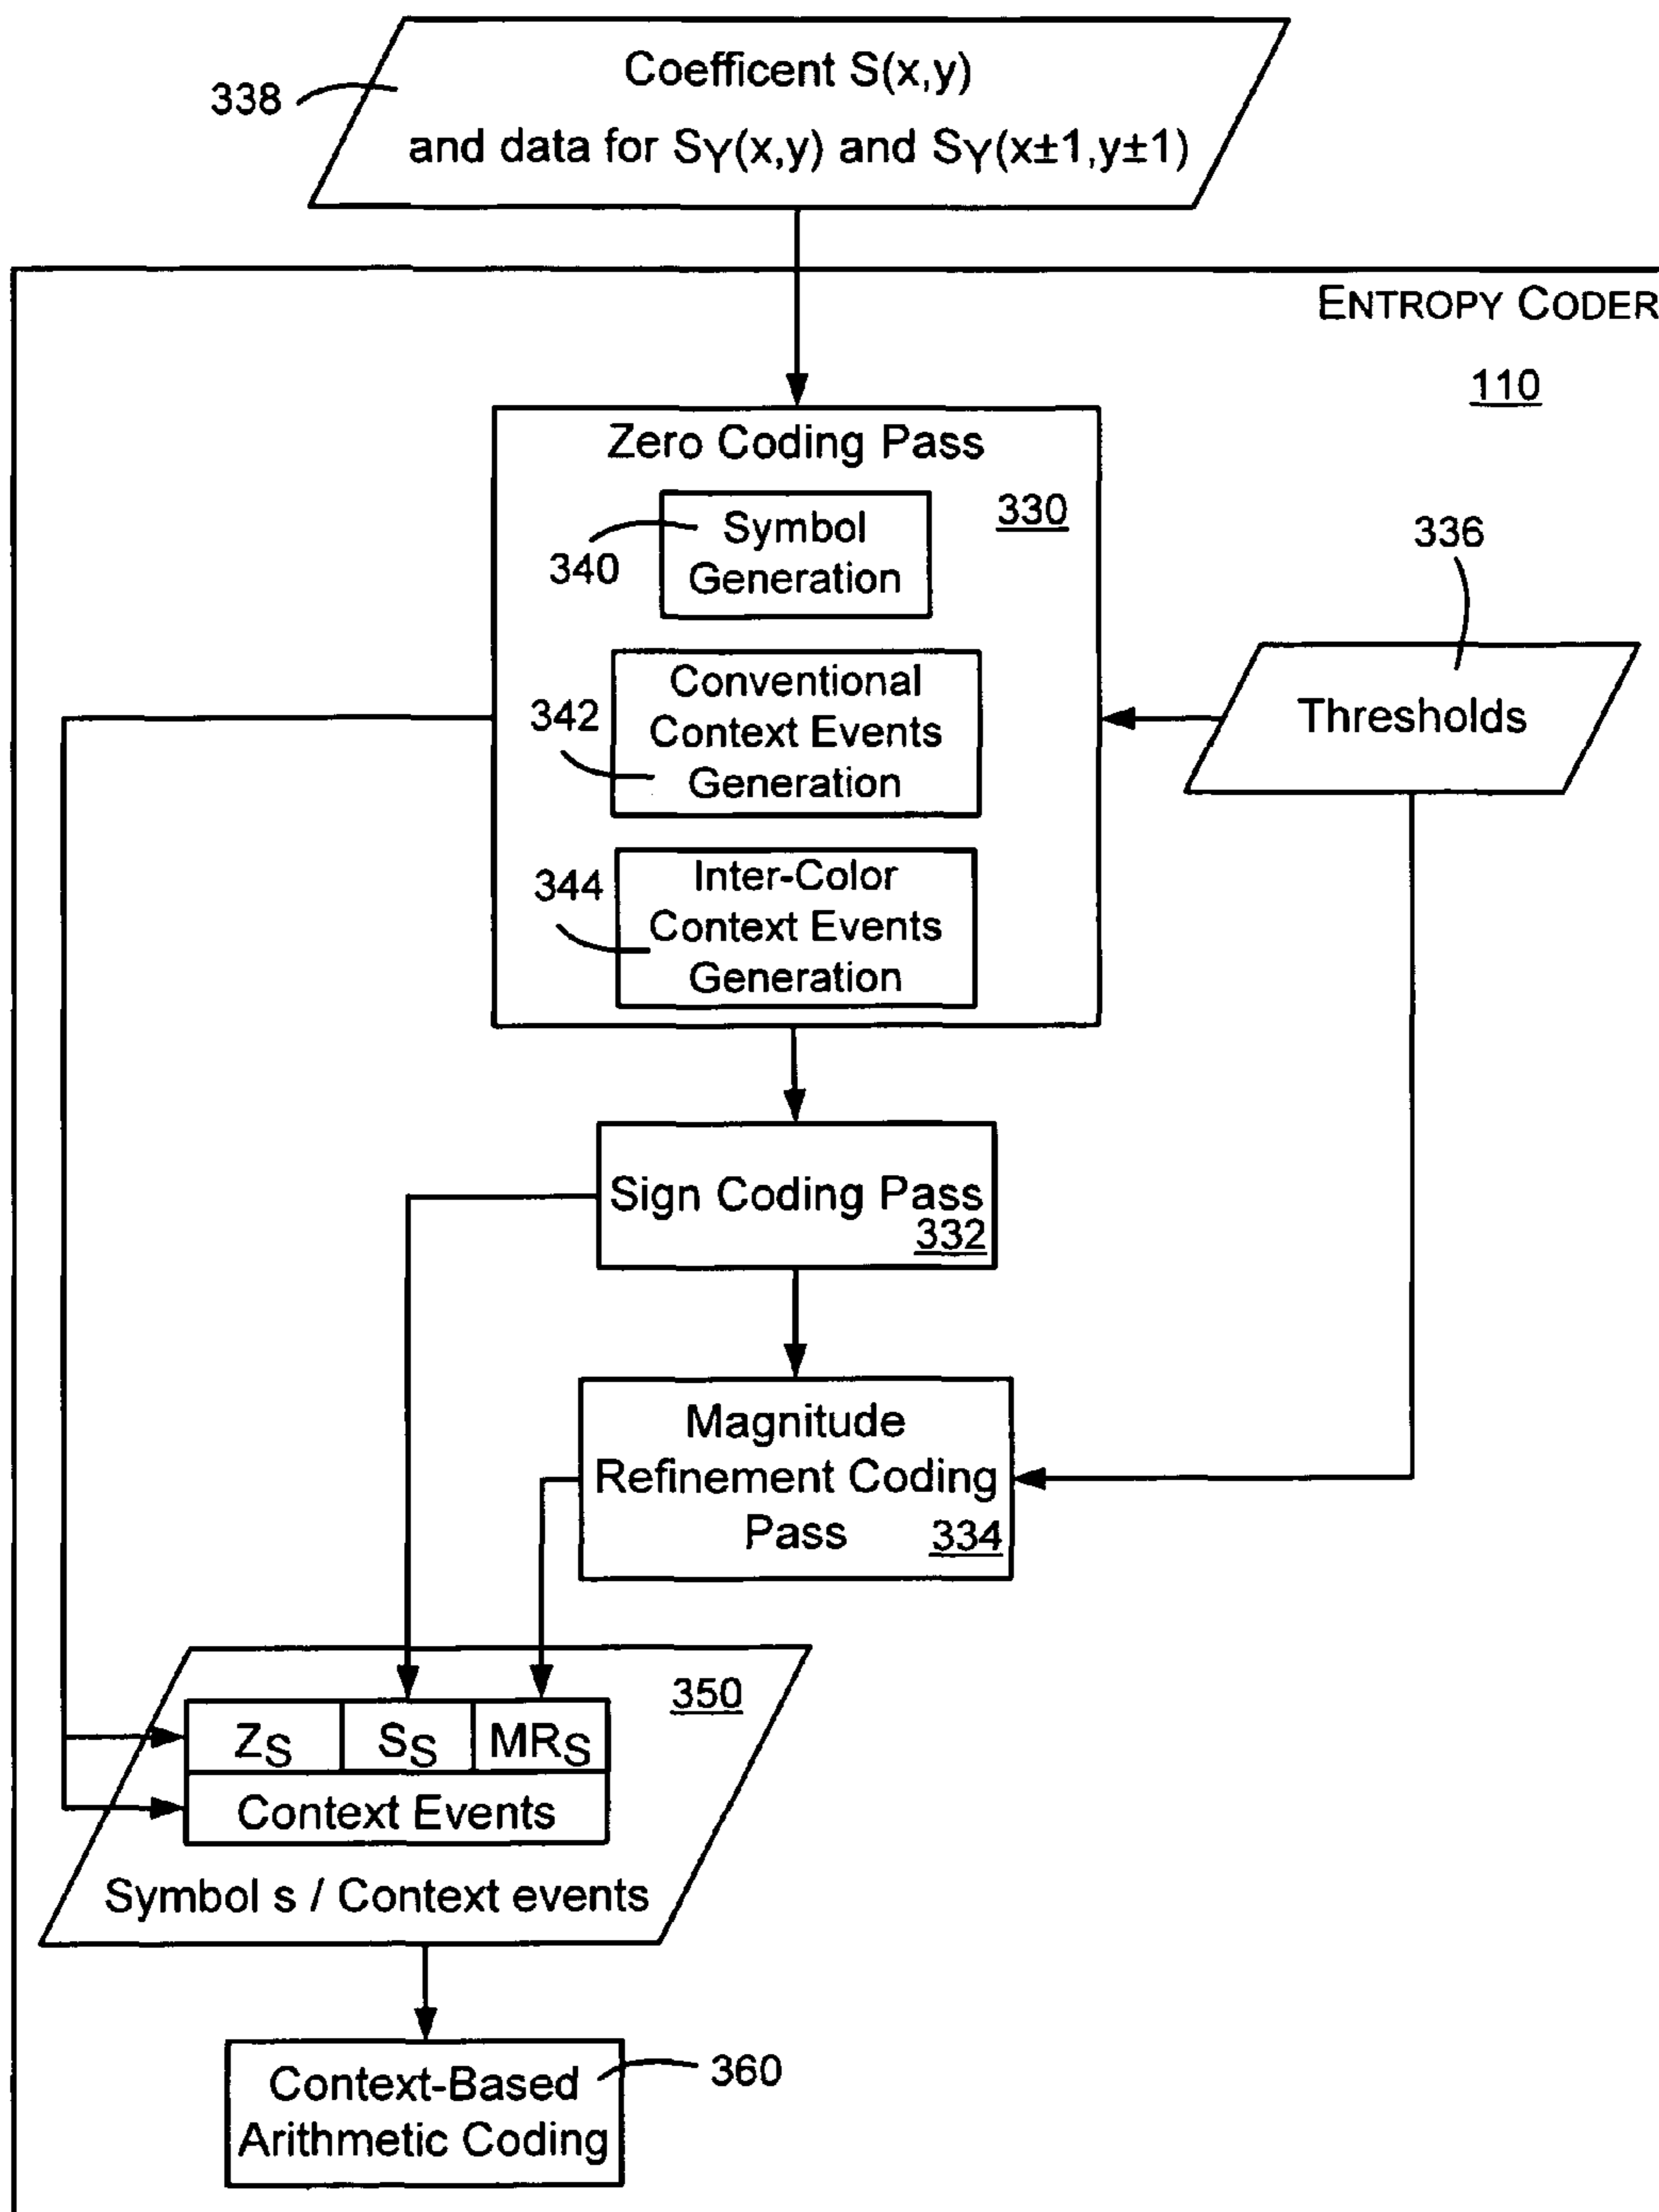 Coefficent S(x,y)
and data for SY(x,y) and SY(x±1,y±1)
338
ENTROPY CODER
110
Zero Coding Pass
330
Symbol
Generation
340
Conventional
Context Events
Generation
342
Inter-Color
Context Events
Generation
344
336
Thresholds
Sign Coding Pass
332
Magnitude
Refinement Coding
Pass
334
350
ZS SS MRS
Context Events
Symbol s / Context events
Context-Based
Arithmetic Coding
360